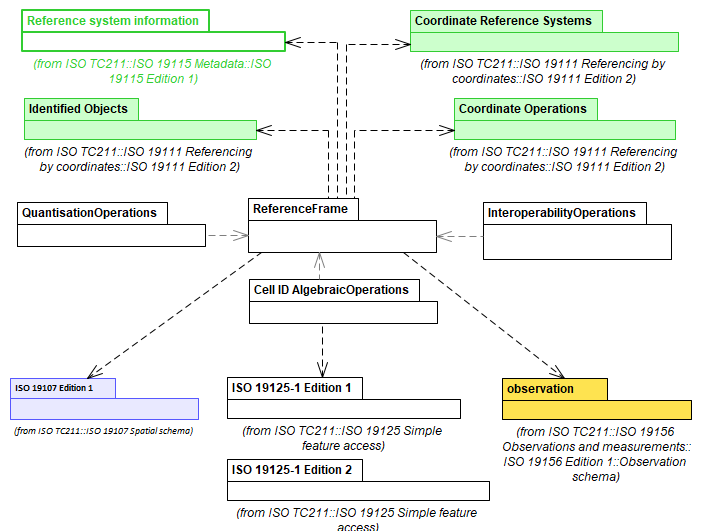 Reference system information
(from ISO TC211::ISO 19115 Metadata::ISO
19115 Edition 1)
Coordinate Reference Systems
(from ISO TC211::ISO 19111 Referencing by
coordinates::ISO 19111 Edition 2)
Identified Objects
(from ISO TC211::ISO 19111 Referencing
by coordinates::ISO 19111 Edition 2)
Coordinate Operations
(from ISO TC211::ISO 19111 Referencing
by coordinates::ISO 19111 Edition 2)
QuantisationOperations
ReferenceFrame
InteroperabilityOperations
Cell ID AlgebraicOperations
ISO 19107 Edition 1
(from ISO TC211::ISO 19107 Spatial schema)
ISO 19125-1 Edition 1
(from ISO TC211::ISO 19125 Simple
feature access)
observation
(from ISO TC211::ISO 19156
Observations and measurements::
ISO 19156 Edition 1::Observation
schema)
ISO 19125-1 Edition 2
(from ISO TC211::ISO 19125 Simple feature
access)